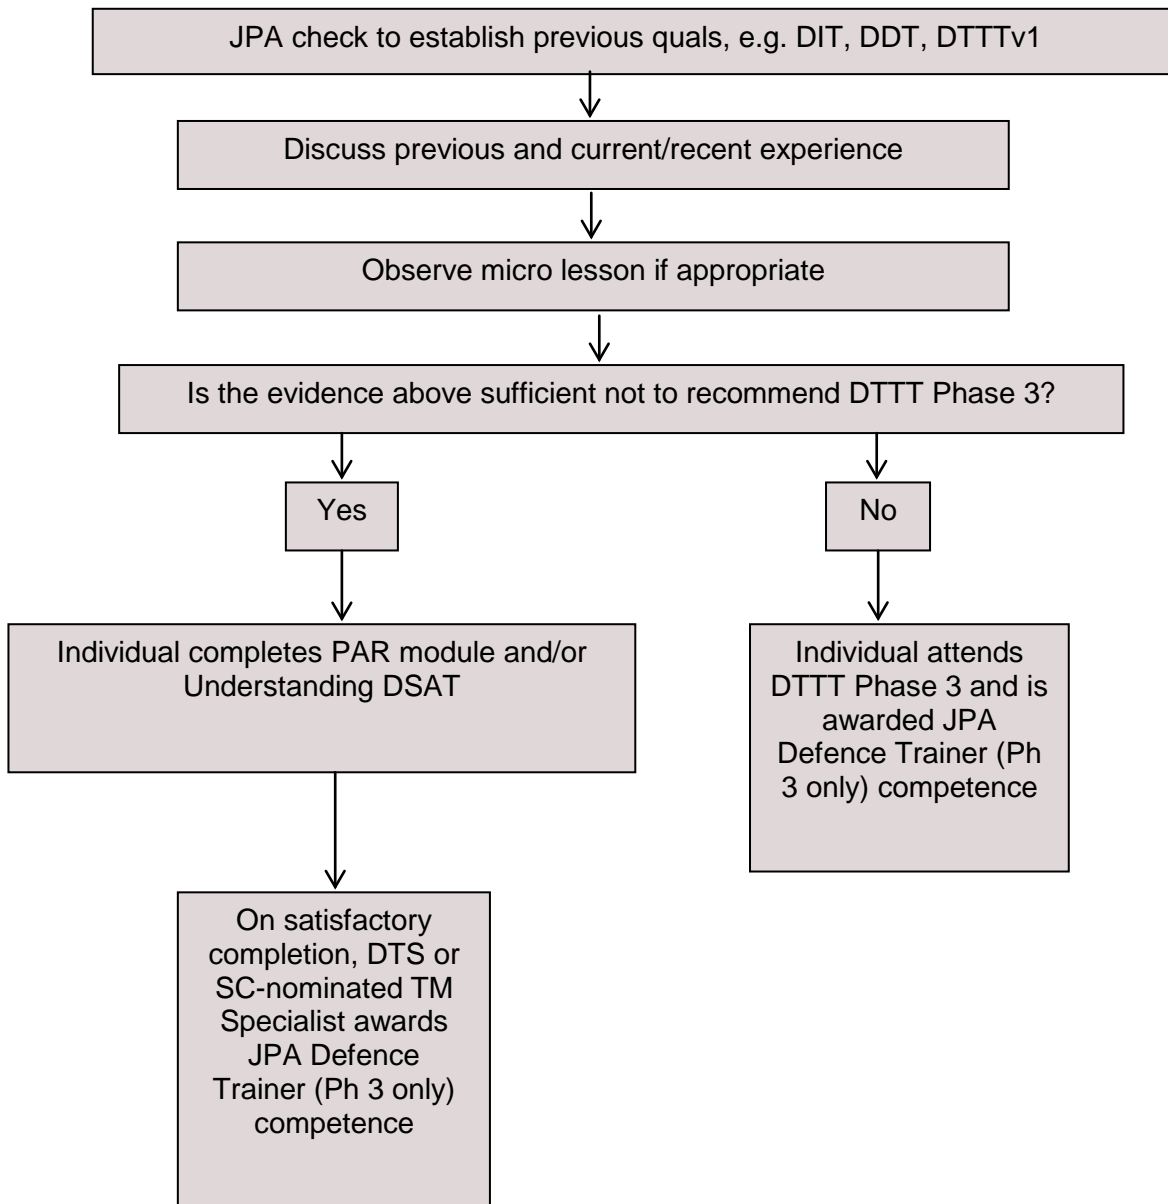 JPA check to establish previous quals, e.g. DIT, DDT, DTTTv1
Discuss previous and current/recent experience
Observe micro lesson if appropriate
Is the evidence above sufficient not to recommend DTTT Phase 3?
Yes
No
Individual completes PAR module and/or
Understanding DSAT
Individual attends
DTTT Phase 3 and is
awarded JPA
Defence Trainer (Ph
3 only) competence
On satisfactory
completion, DTS or
SC-nominated TM
Specialist awards
JPA Defence
Trainer (Ph 3 only)
competence